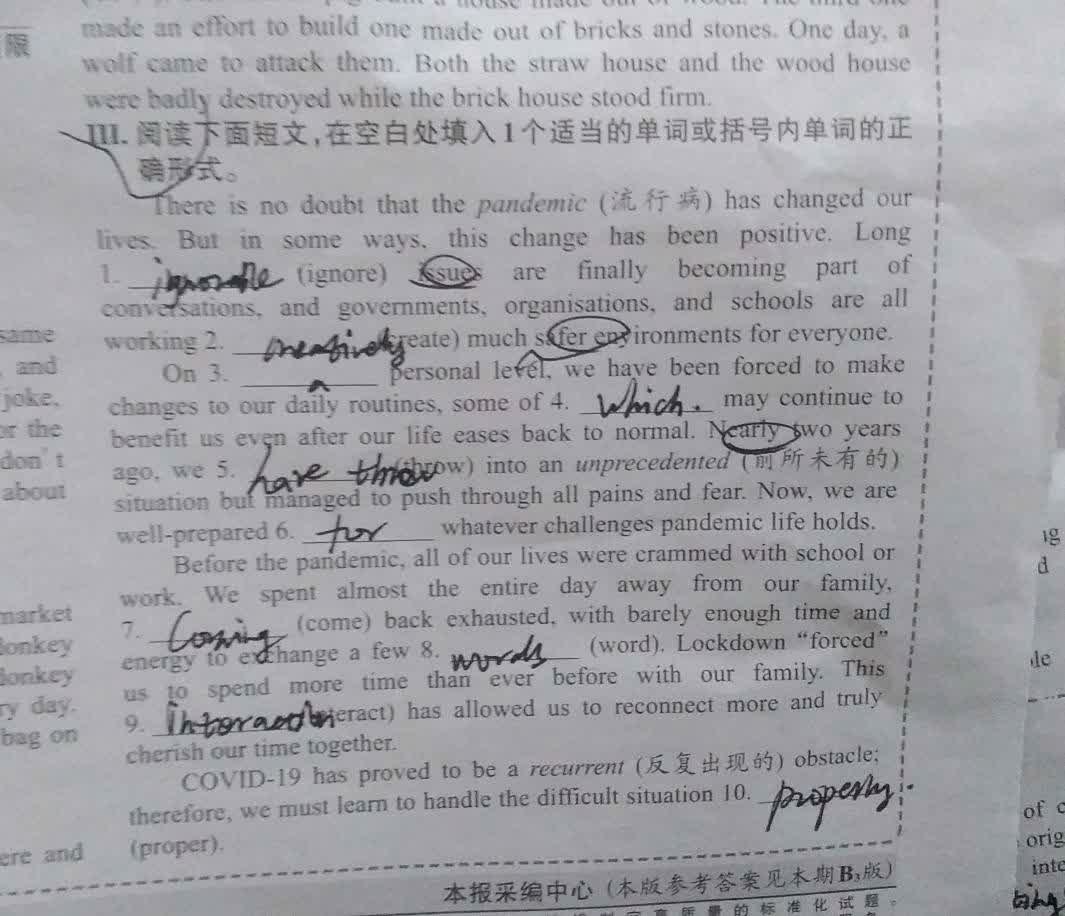 限
made an effort to build one made out of bricks and stones. One day, a
wolf came to attack them. Both the straw house and the wood house
were badly destroyed while the brick house stood firm.
III. 阅读下面短文,在空白处填入1个适当的单词或括号内单词的正
确形式。
There is no doubt that the pandemic (流行病) has changed our
lives. But in some ways, this change has been positive. Long
1. (ignore) issues are finally becoming part of
conversations, and governments, organisations, and schools are all
working 2. creatively (create) much safer environments for everyone.
On 3. a personal level, we have been forced to make
changes to our daily routines, some of 4. which. may continue to
benefit us even after our life eases back to normal. Nearly two years
ago, we 5. have throw (throw) into an unprecedented (前所未有的)
situation but managed to push through all pains and fear. Now, we are
well-prepared 6. for whatever challenges pandemic life holds.
Before the pandemic, all of our lives were crammed with school or
work. We spent almost the entire day away from our family,
7. Coming (come) back exhausted, with barely enough time and
energy to exchange a few 8. words (word). Lockdown “forced”
us to spend more time than ever before with our family. This
9. (interact) has allowed us to reconnect more and truly
cherish our time together.
COVID-19 has proved to be a recurrent (反复出现的) obstacle;
therefore, we must learn to handle the difficult situation 10. properly.
(proper).
本报采编中心 (本版参考答案见本期B3版)
的标准化试题。
same
and
joke,
or the
don't
about
market
donkey
donkey
ry day.
bag on
ere and
ng
d
de
of
orig
inte